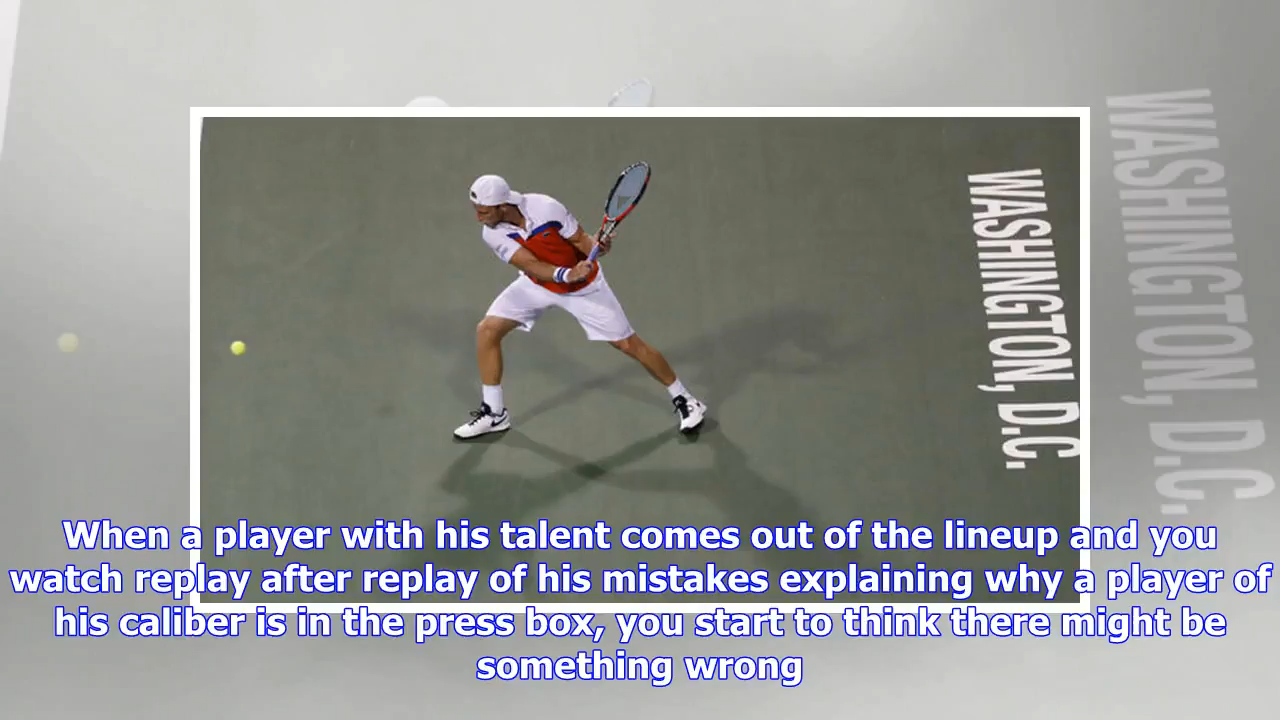 WASHINGTON, D.C.
WASHINGTON, D.C.
When a player with his talent comes out of the lineup and you
watch replay after replay of his mistakes explaining why a player of
his caliber is in the press box, you start to think there might be
something wrong